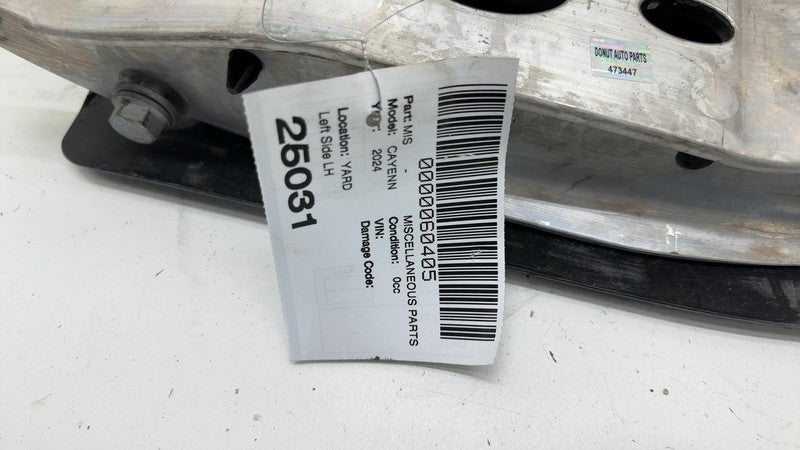 DONUT AUTO PARTS
473447
0000060405
Part: MIS - MISCELLANEOUS PARTS
Model: CAYENN Condition: 0cc
Year: 2024 VIN:
Damage Code:
Location: YARD
Left Side LH
25031